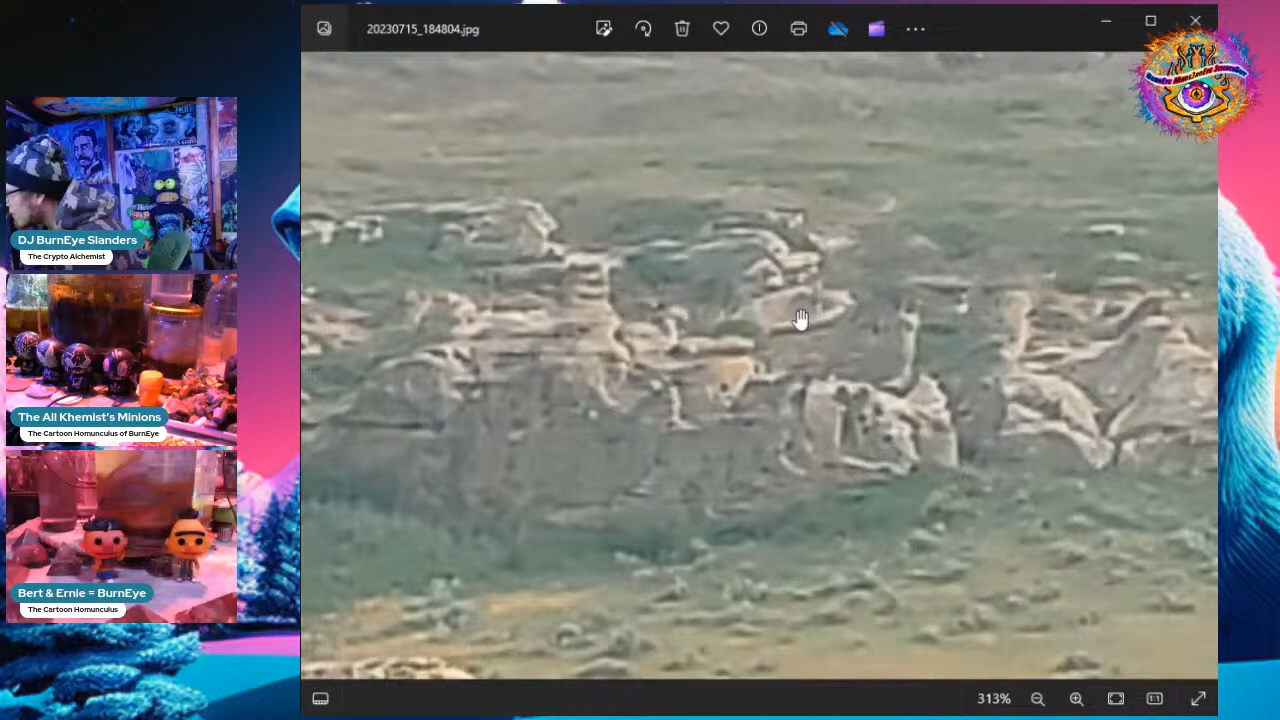 20230715_184804.jpg
DJ BurnEye Slanders
The Crypto Alchemist
The All Khemist's Minions
The Cartoon Homunculus of BurnEye
Bert & Ernie = BurnEye
The Cartoon Homunculus
313%